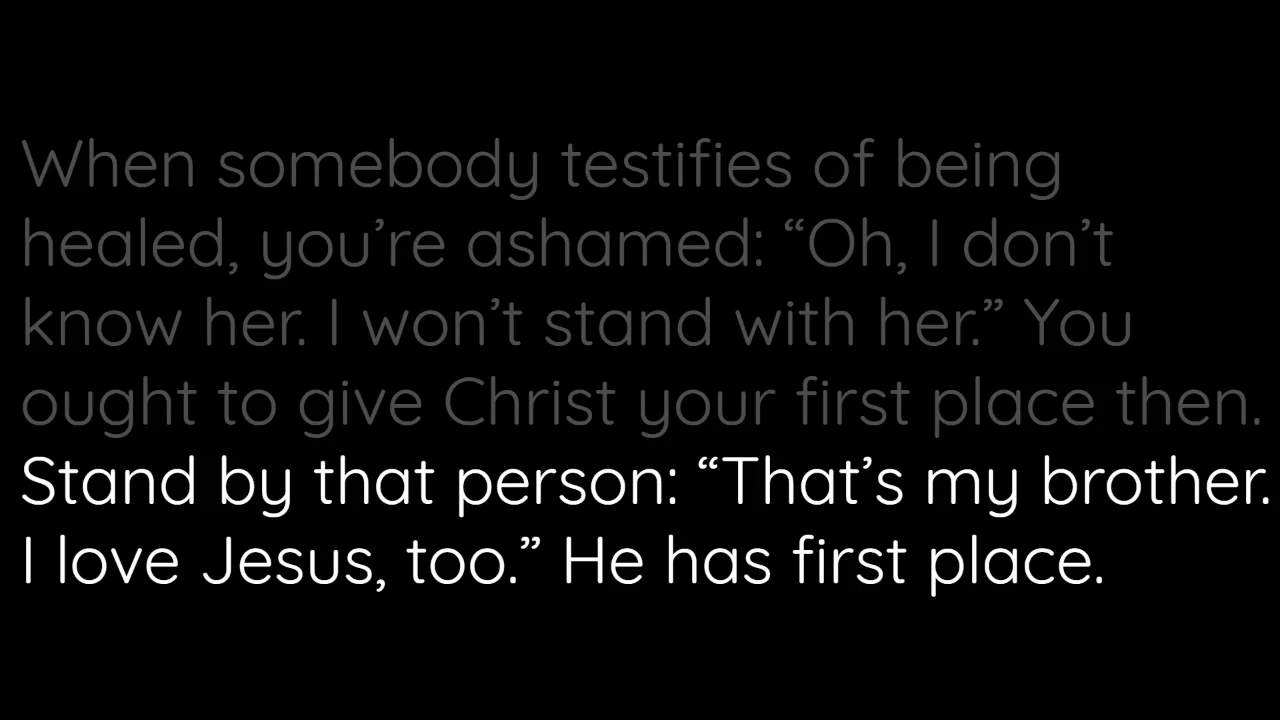 When somebody testifies of being
healed, you’re ashamed: “Oh, I don’t
know her. I won’t stand with her.” You
ought to give Christ your first place then.
Stand by that person: “That’s my brother.
I love Jesus, too.” He has first place.